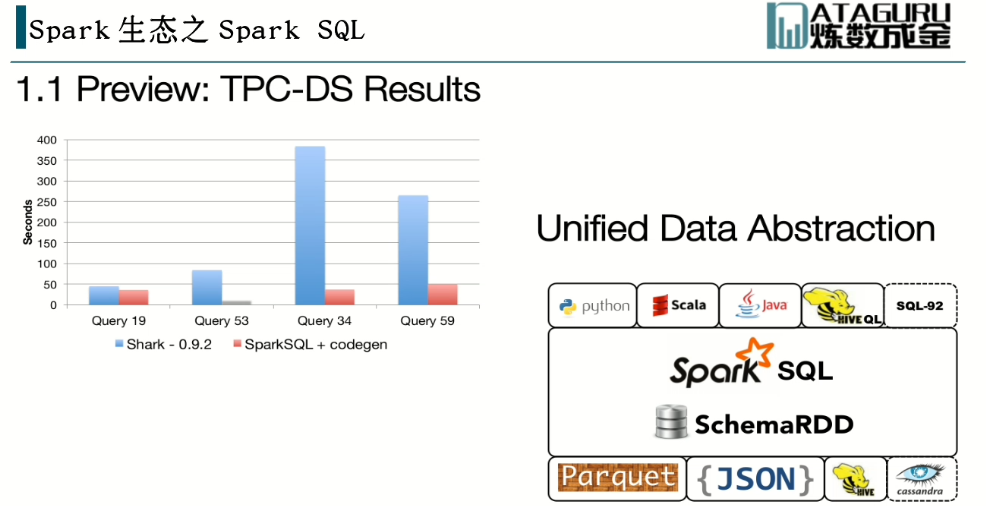 Spark 生态之 Spark SQL
ATAGURU
炼数成金
1.1 Preview: TPC-DS Results
400
350
300
250
200
150
100
50
0
Seconds
Query 19
Query 53
Query 34
Query 59
Shark - 0.9.2
SparkSQL + codegen
Unified Data Abstraction
python
Scala
Java
HIVE QL
SQL-92
Spark SQL
SchemaRDD
Parquet
{JSON}
HIVE
cassandra